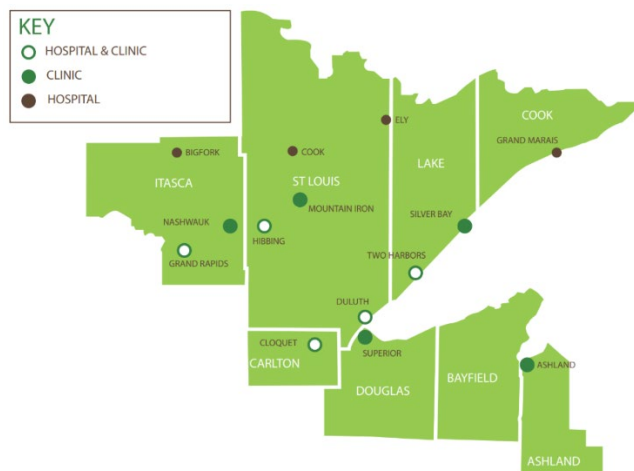 KEY
HOSPITAL & CLINIC
CLINIC
HOSPITAL
COOK
ELY
GRAND MARAIS
BIGFORK
COOK
LAKE
ITASCA
ST LOUIS
MOUNTAIN IRON
SILVER BAY
NASHWAUK
HIBBING
TWO HARBORS
GRAND RAPIDS
DULUTH
CLOQUET
SUPERIOR
CARLTON
ASHLAND
BAYFIELD
DOUGLAS
ASHLAND